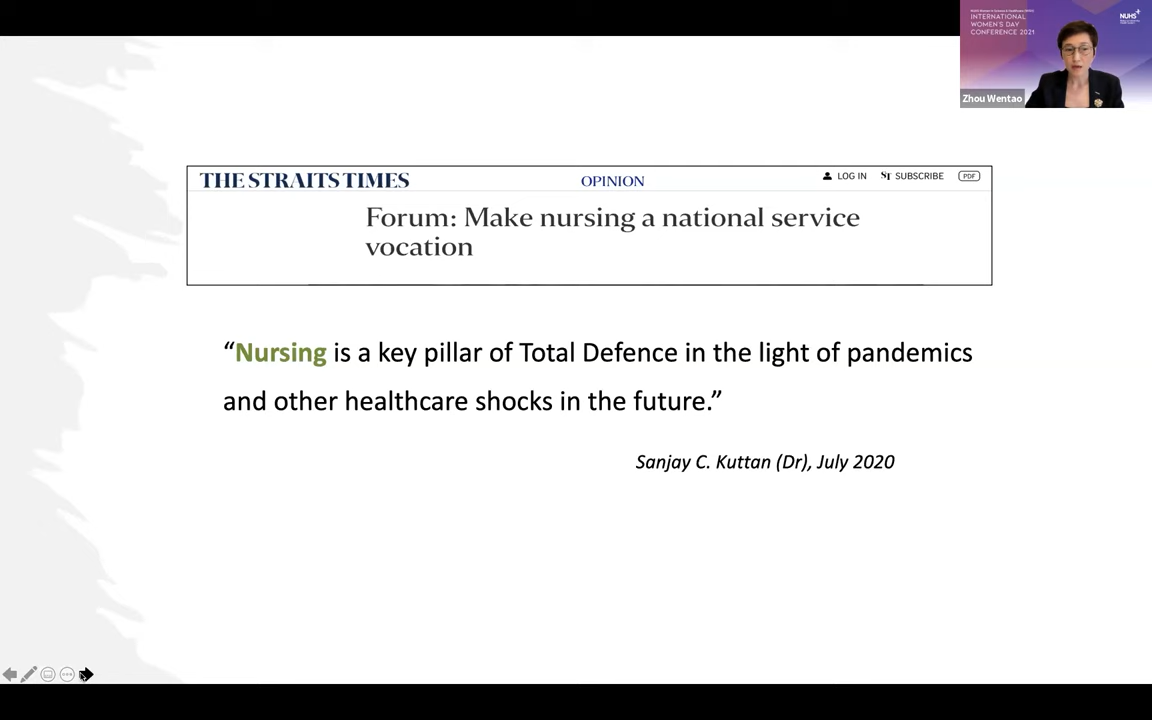 INTERNATIONAL
WOMEN'S DAY
CONFERENCE 2021
NUHS
Zhou Wentao
THE STRAITS TIMES
OPINION
LOG IN
ST SUBSCRIBE
PDF
Forum: Make nursing a national service
vocation
“Nursing is a key pillar of Total Defence in the light of pandemics
and other healthcare shocks in the future.”
Sanjay C. Kuttan (Dr), July 2020